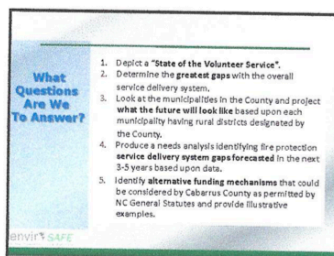 What
Questions
Are We
To Answer?
1. Depict a "State of the Volunteer Service".
2. Determine the greatest gaps with the overall
service delivery system.
3. Look at the municipalities in the County and project
what the future will look like based upon each
municipality having rural districts designated by
the County.
4. Produce a needs analysis identifying fire protection
service delivery system gaps forecasted in the next
3-5 years based upon data.
5. Identify alternative funding mechanisms that could
be considered by Cabarrus County as permitted by
NC General Statutes and provide illustrative
examples.
envir SAFE